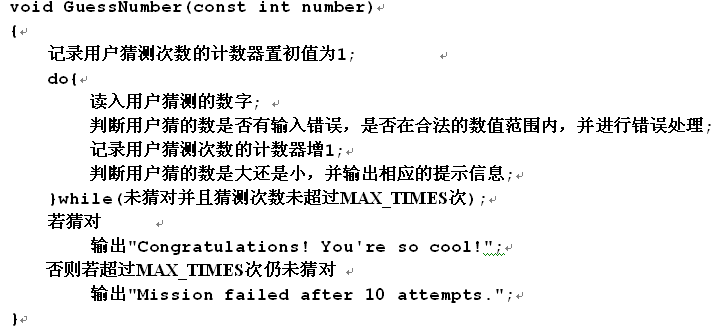 void GuessNumber(const int number)
{
记录用户猜测次数的计数器置初值为1;
do{
读入用户猜测的数字;
判断用户猜的数是否有输入错误，是否在合法的数值范围内，并进行错误处理;
记录用户猜测次数的计数器增1;
判断用户猜的数是大还是小，并输出相应的提示信息;
}while(未猜对并且猜测次数未超过MAX_TIMES次);
若猜对
输出"Congratulations! You're so cool!";
否则若超过MAX_TIMES次仍未猜对
输出"Mission failed after 10 attempts.";
}